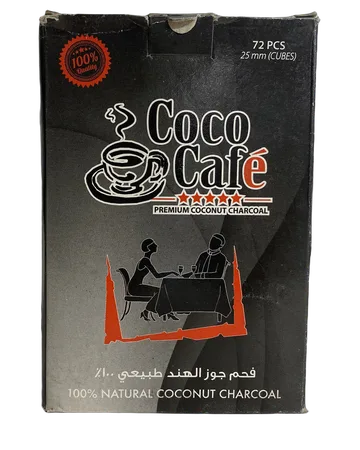 100%
Quality
72 PCS
25 mm (CUBES)
Coco
Café
PREMIUM COCONUT CHARCOAL
فحم جوز الهند طبيعي ١٠٠٪
100% NATURAL COCONUT CHARCOAL